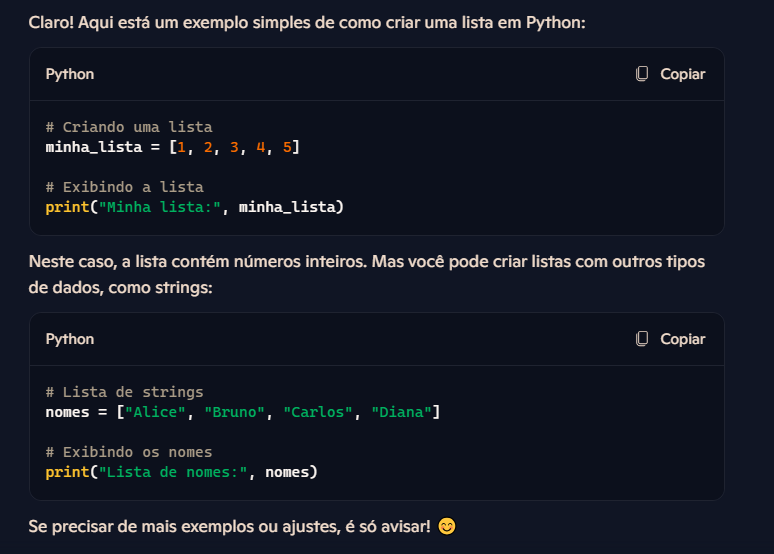 Claro! Aqui está um exemplo simples de como criar uma lista em Python:
Python
Copiar
# Criando uma lista
minha_lista = [1, 2, 3, 4, 5]
# Exibindo a lista
print("Minha lista:", minha_lista)
Neste caso, a lista contém números inteiros. Mas você pode criar listas com outros tipos
de dados, como strings:
Python
Copiar
# Lista de strings
nomes = ["Alice", "Bruno", "Carlos", "Diana"]
# Exibindo os nomes
print("Lista de nomes:", nomes)
Se precisar de mais exemplos ou ajustes, é só avisar! 😊